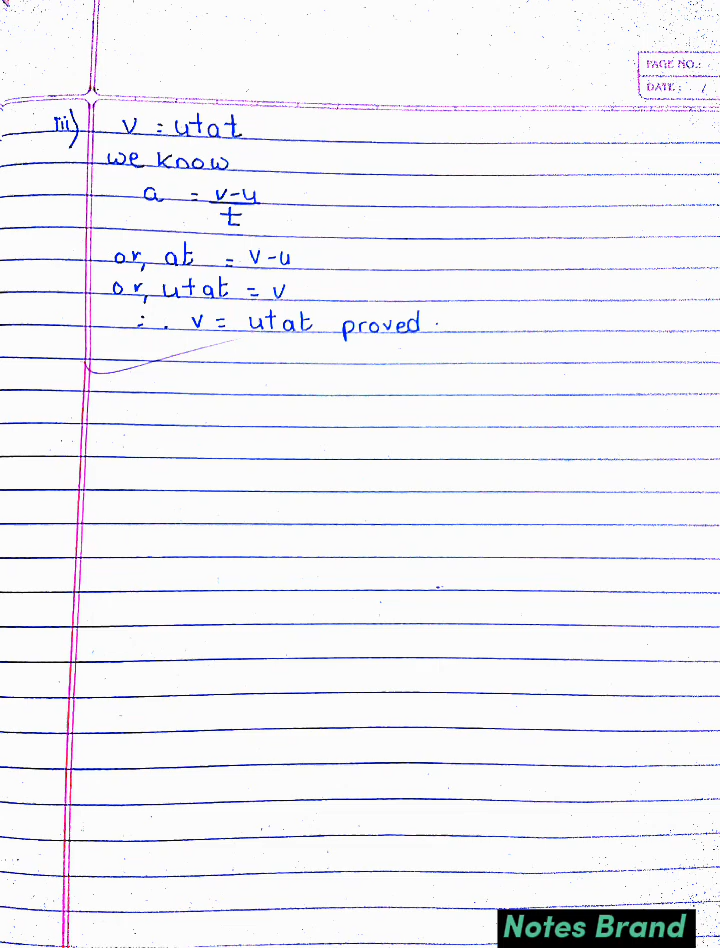 PAGE NO.:
DATE: /
iii) v = u+at
we know
a = v-u
t
or, at = v-u
or, u+at = v
∴ v = u+at proved.
Notes Brand